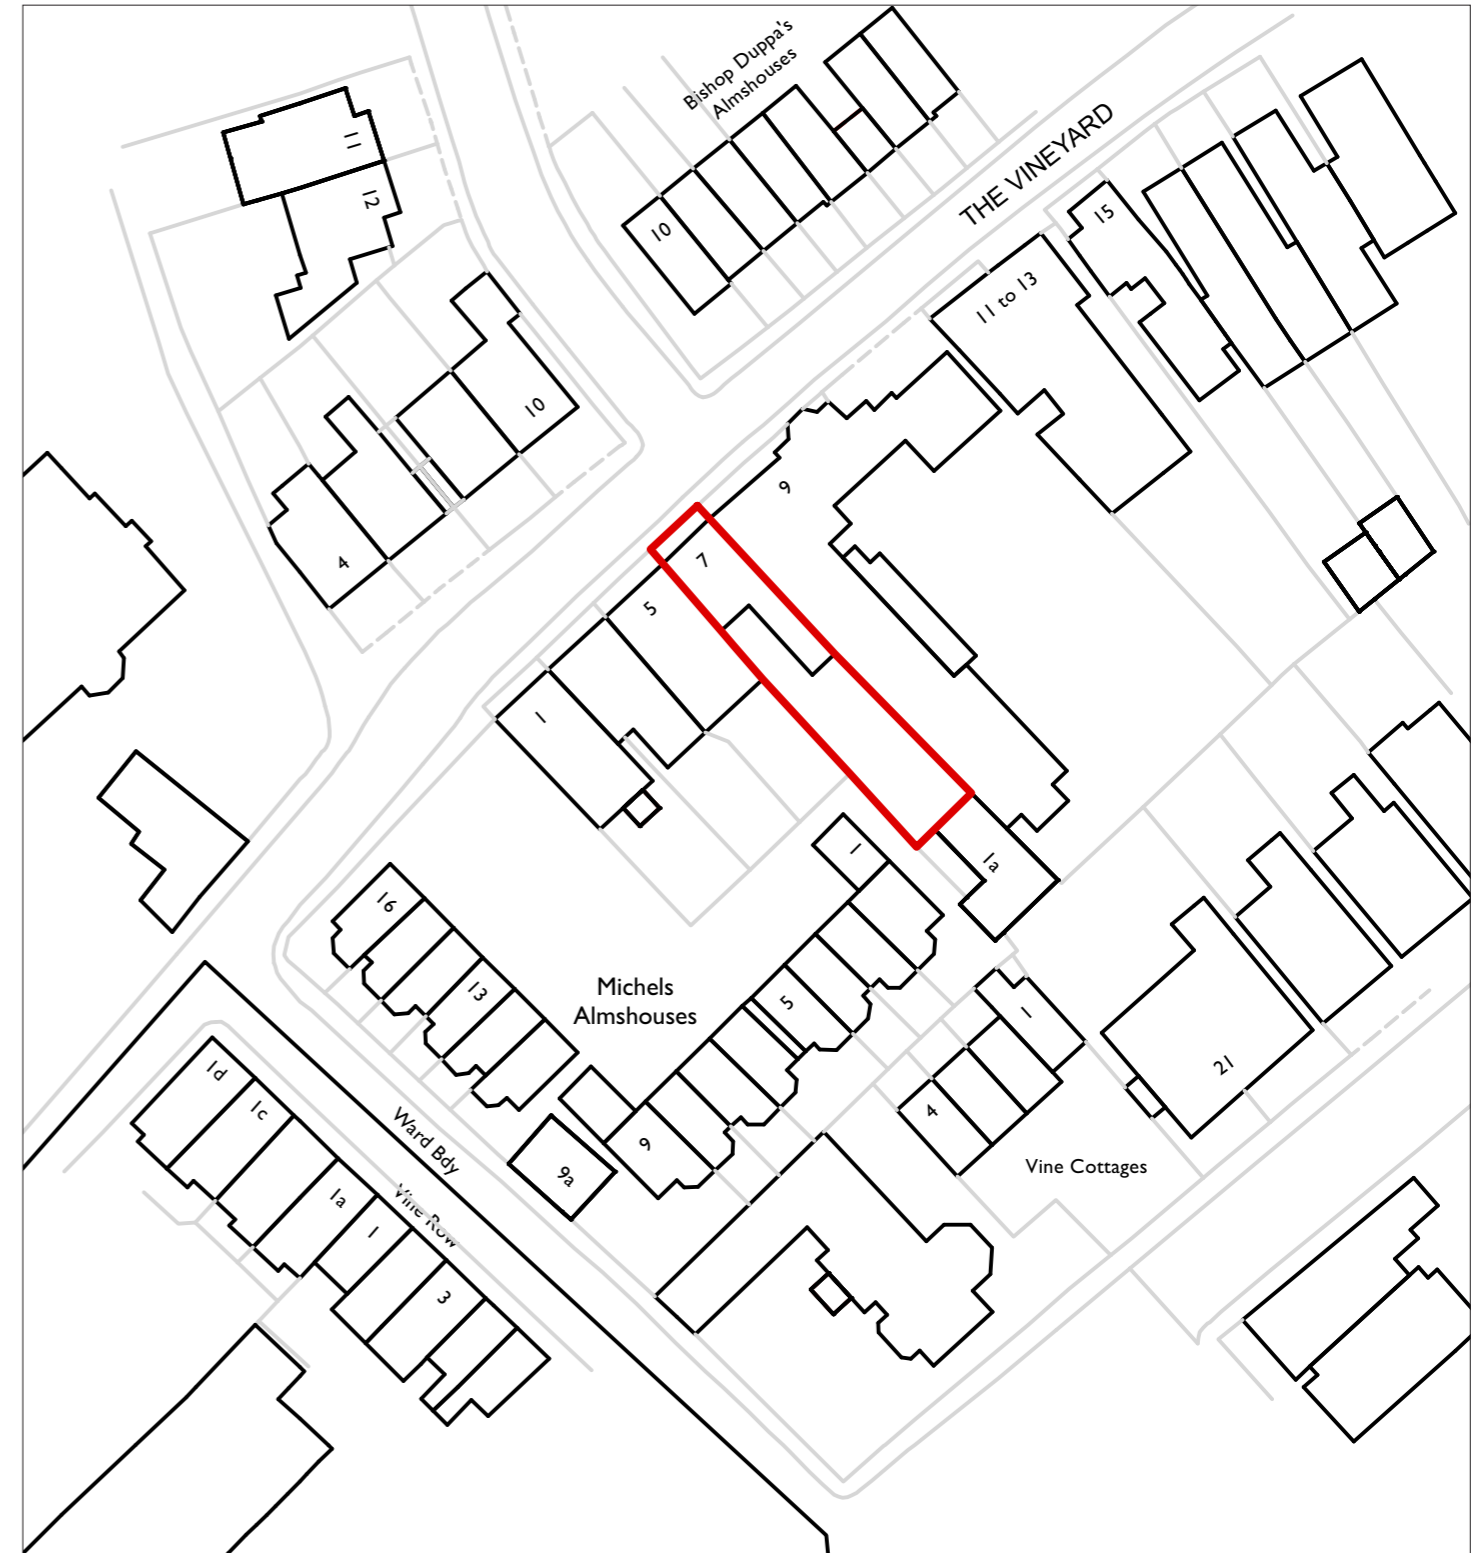 Bishop Duppa's
Almshouses
THE VINEYARD
11
12
10
15
11 to 13
10
9
4
7
5
1
1
1a
16
13
Michels
Almshouses
5
1
4
21
9
9a
Vine Cottages
Ward Bdy
Vine Row
1d
1c
1a
1
3